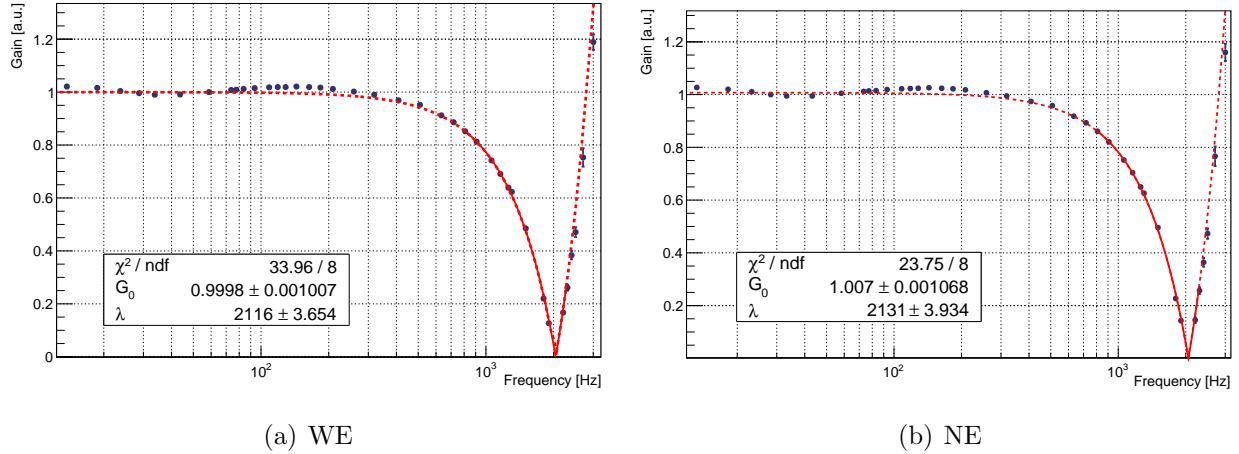 Gain [a.u.]
1.2
1
0.8
0.6
0.4
0.2
0
χ² / ndf 33.96 / 8
G₀ 0.9998 ± 0.001007
λ 2116 ± 3.654
10²
10³
Frequency [Hz]
(a) WE
Gain [a.u.]
1.2
1
0.8
0.6
0.4
0.2
χ² / ndf 23.75 / 8
G₀ 1.007 ± 0.001068
λ 2131 ± 3.934
10²
10³
Frequency [Hz]
(b) NE